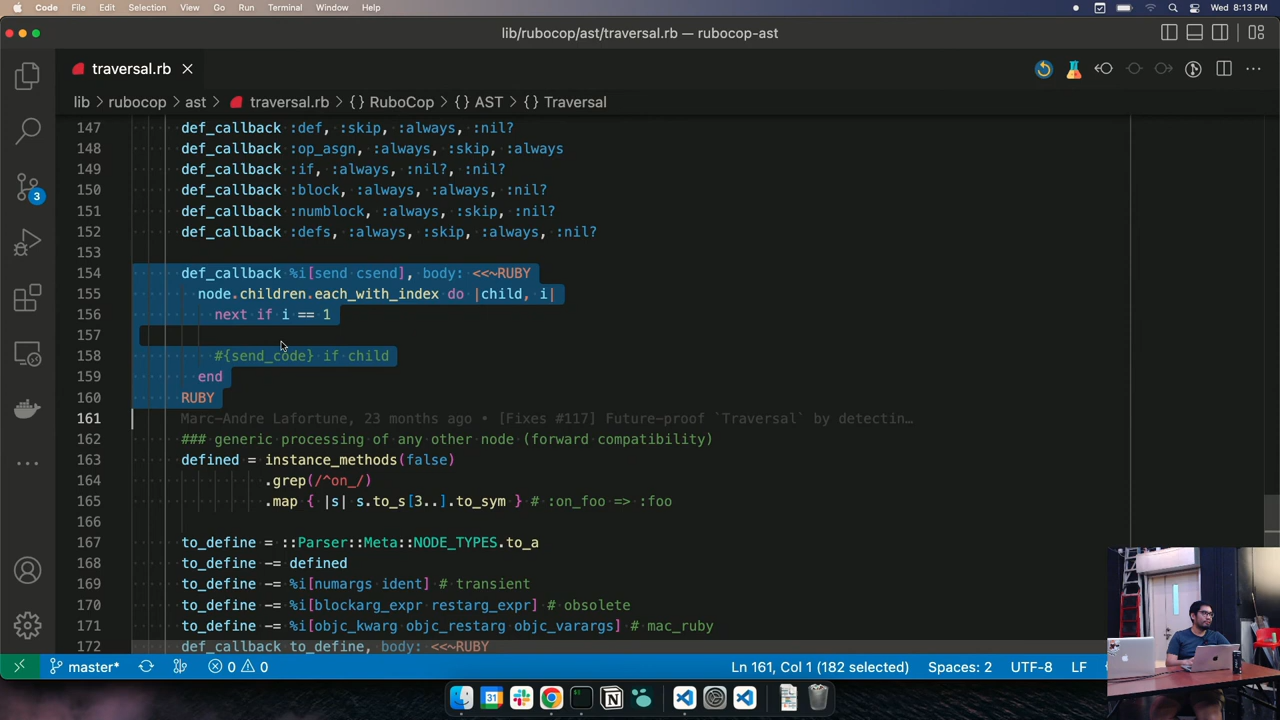 Code File Edit Selection View Go Run Terminal Window Help Wed 8:13 PM
lib/rubocop/ast/traversal.rb — rubocop-ast
traversal.rb
lib > rubocop > ast > traversal.rb > {} RuboCop > {} AST > {} Traversal
147 def_callback :def, :skip, :always, :nil?
148 def_callback :op_asgn, :always, :skip, :always
149 def_callback :if, :always, :nil?, :nil?
150 def_callback :block, :always, :always, :nil?
151 def_callback :numblock, :always, :skip, :nil?
152 def_callback :defs, :always, :skip, :always, :nil?
153
154 def_callback %i[send csend], body: <<~RUBY
155 node.children.each_with_index do |child, i|
156 next if i == 1
157
158 #{send_code} if child
159 end
160 RUBY
161 Marc-Andre Lafortune, 23 months ago • [Fixes #117] Future-proof `Traversal` by detectin…
162 ### generic processing of any other node (forward compatibility)
163 defined = instance_methods(false)
164 .grep(/^on_/)
165 .map { |s| s.to_s[3..].to_sym } # :on_foo => :foo
166
167 to_define = ::Parser::Meta::NODE_TYPES.to_a
168 to_define -= defined
169 to_define -= %i[numargs ident] # transient
170 to_define -= %i[blockarg_expr restarg_expr] # obsolete
171 to_define -= %i[objc_kwarg objc_restarg objc_varargs] # mac_ruby
172 def_callback to_define, body: <<~RUBY
3
master* 0 0 Ln 161, Col 1 (182 selected) Spaces: 2 UTF-8 LF
31